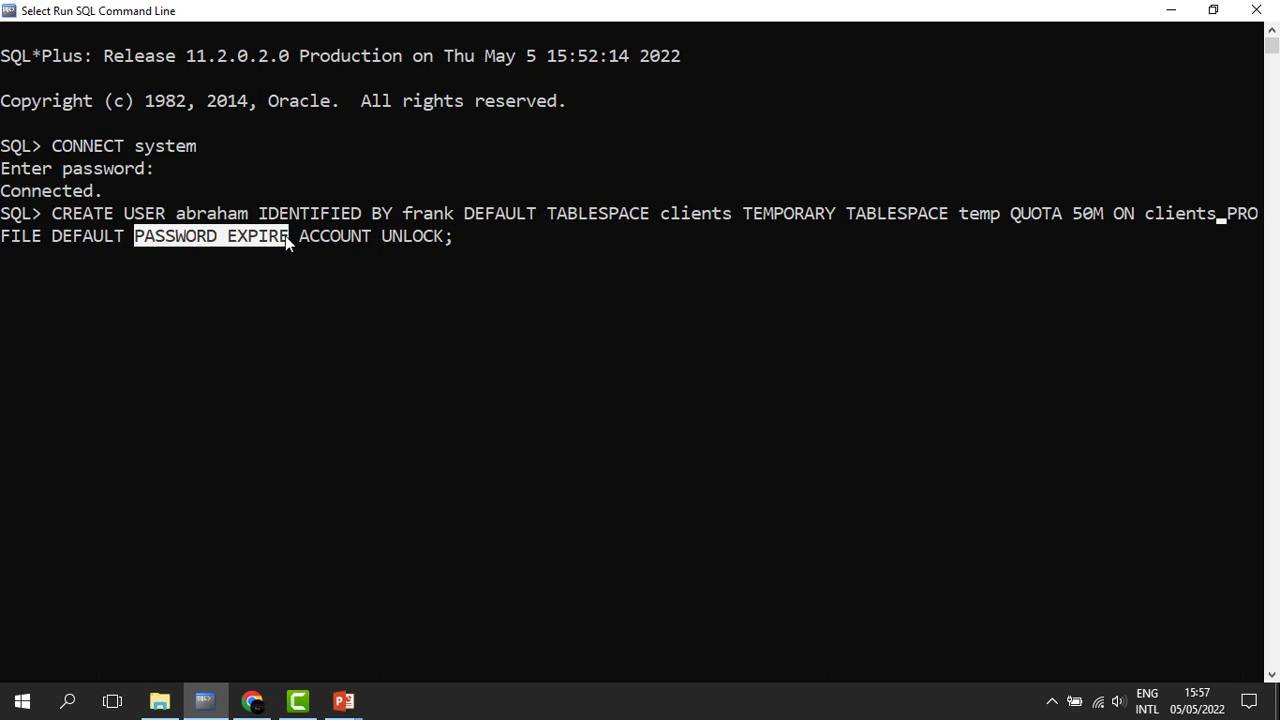 Select Run SQL Command Line
SQL*Plus: Release 11.2.0.2.0 Production on Thu May 5 15:52:14 2022
Copyright (c) 1982, 2014, Oracle.  All rights reserved.
SQL> CONNECT system
Enter password:
Connected.
SQL> CREATE USER abraham IDENTIFIED BY frank DEFAULT TABLESPACE clients TEMPORARY TABLESPACE temp QUOTA 50M ON clients PRO
FILE DEFAULT PASSWORD EXPIRE ACCOUNT UNLOCK;
ENG
INTL
15:57
05/05/2022